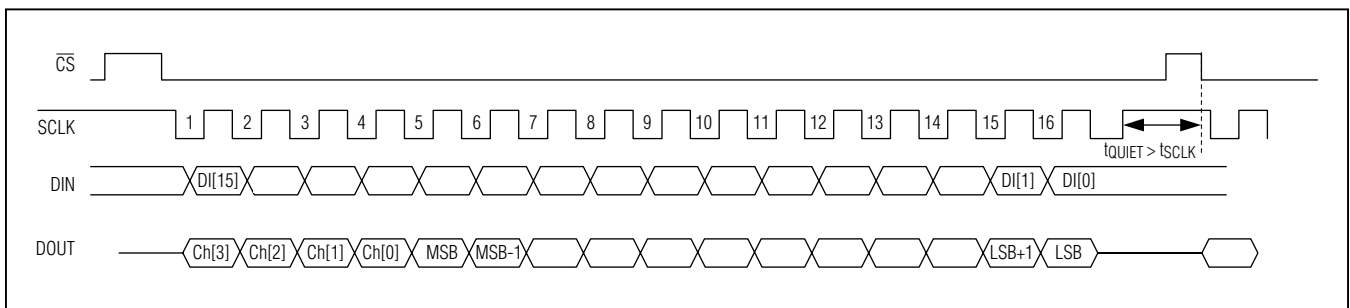 CS
SCLK 1 2 3 4 5 6 7 8 9 10 11 12 13 14 15 16
tQUIET > tSCLK
DIN DI[15] DI[1] DI[0]
DOUT Ch[3] Ch[2] Ch[1] Ch[0] MSB MSB-1 LSB+1 LSB